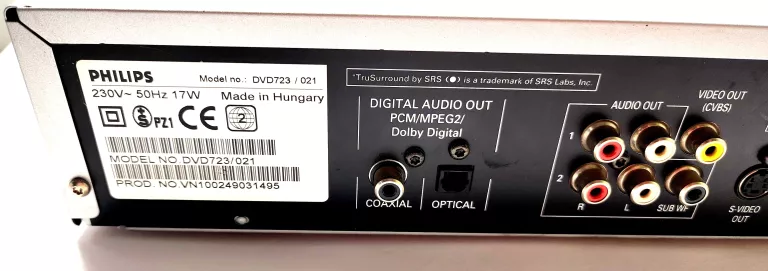 PHILIPS Model no.: DVD723 / 021
230V~ 50Hz 17W Made in Hungary
PZ1 CE 2
MODEL NO.DVD723/021
PROD. NO.VN100249031495
"TruSurround by SRS (●) is a trademark of SRS Labs, Inc.
DIGITAL AUDIO OUT
PCM/MPEG2/
Dolby Digital
COAXIAL OPTICAL
AUDIO OUT
1
2
R L SUB WF
VIDEO OUT
(CVBS)
S-VIDEO
OUT